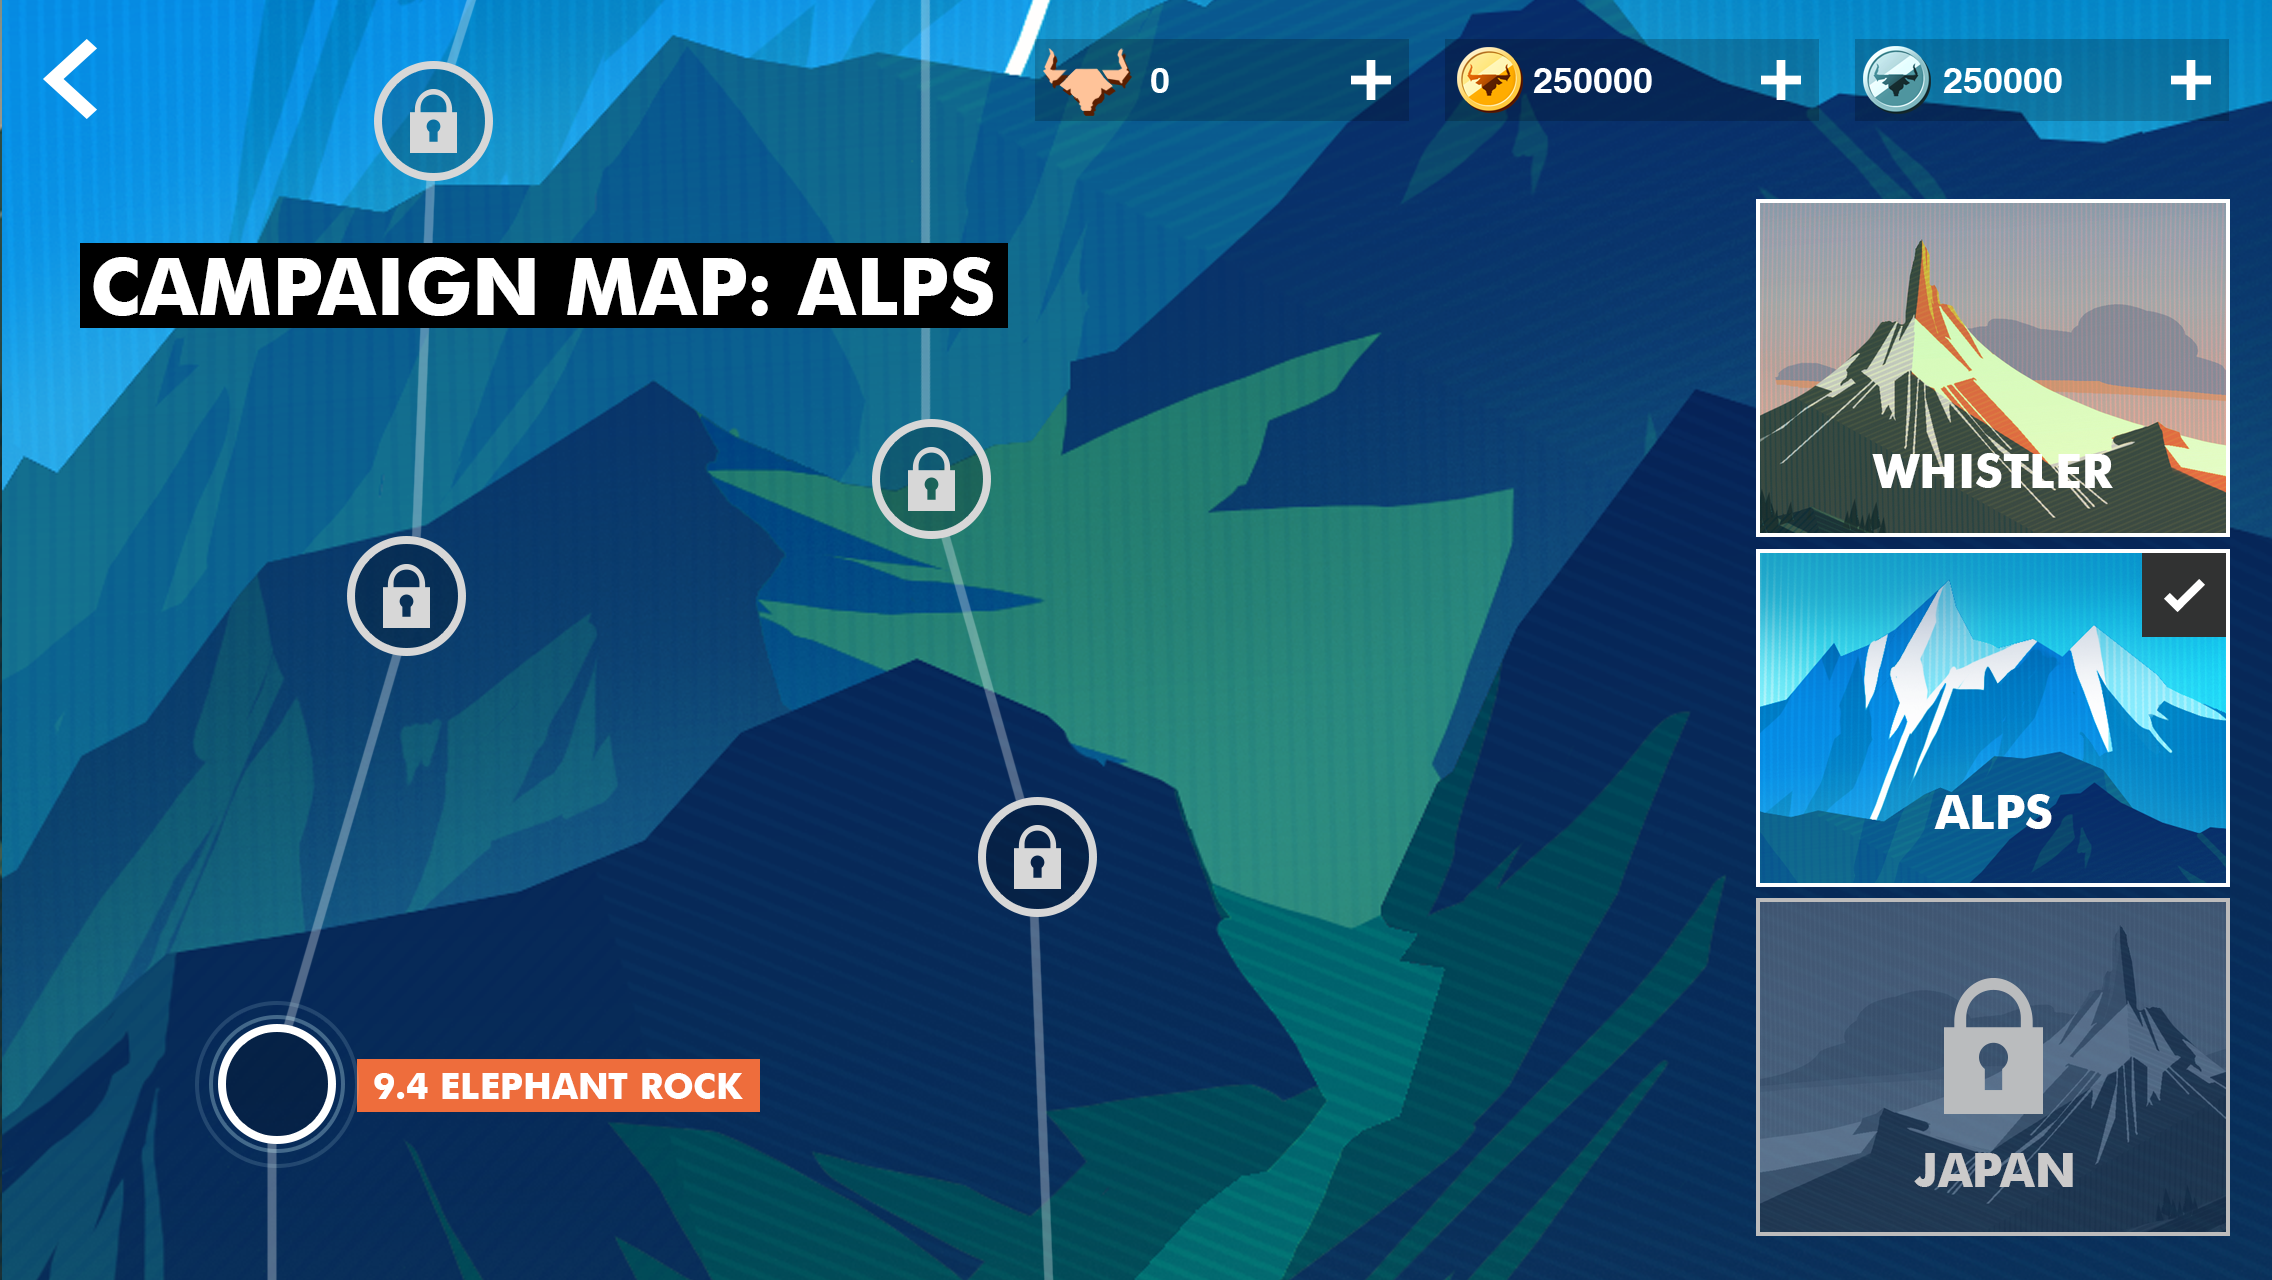 0
250000
250000
CAMPAIGN MAP: ALPS
WHISTLER
ALPS
JAPAN
9.4 ELEPHANT ROCK